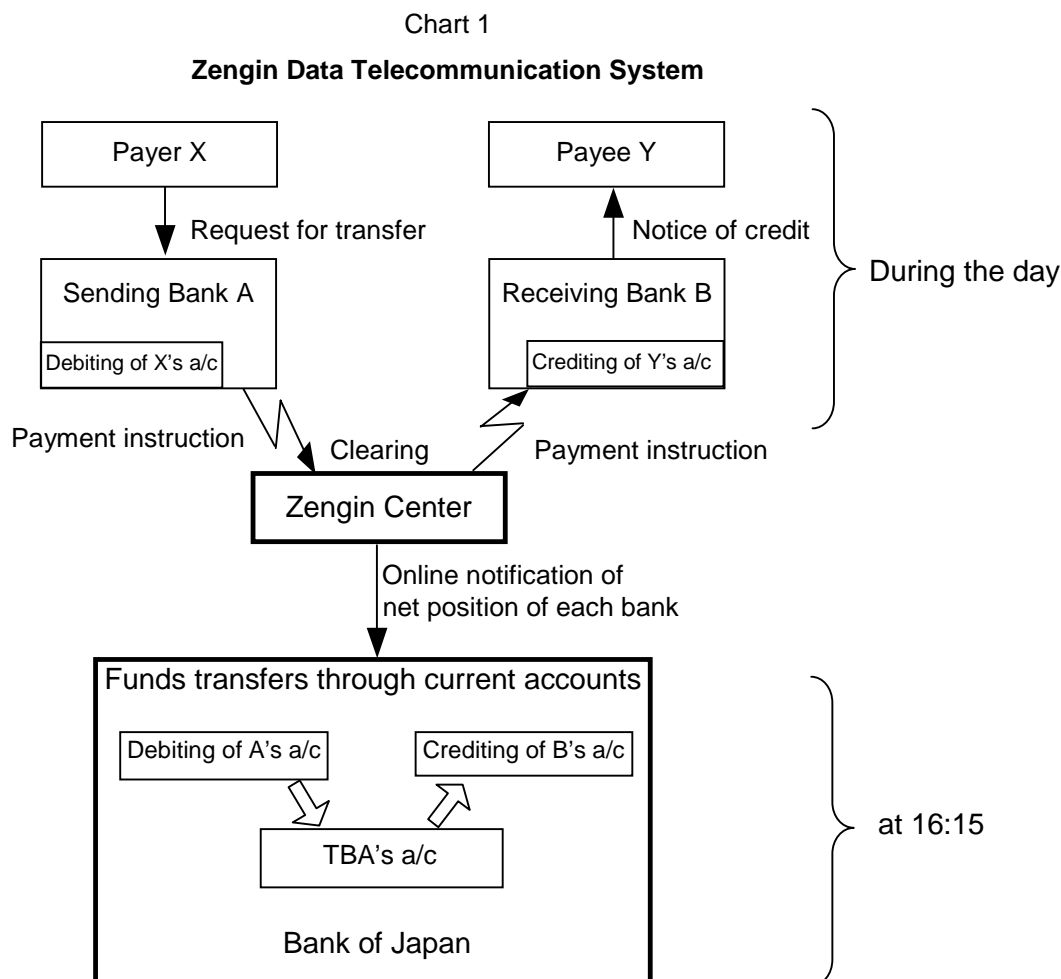 Chart 1
Zengin Data Telecommunication System
Payer X
Payee Y
Request for transfer
Notice of credit
During the day
Sending Bank A
Receiving Bank B
Debiting of X's a/c
Crediting of Y's a/c
Payment instruction
Clearing
Payment instruction
Zengin Center
Online notification of
net position of each bank
Funds transfers through current accounts
Debiting of A's a/c
Crediting of B's a/c
at 16:15
TBA's a/c
Bank of Japan